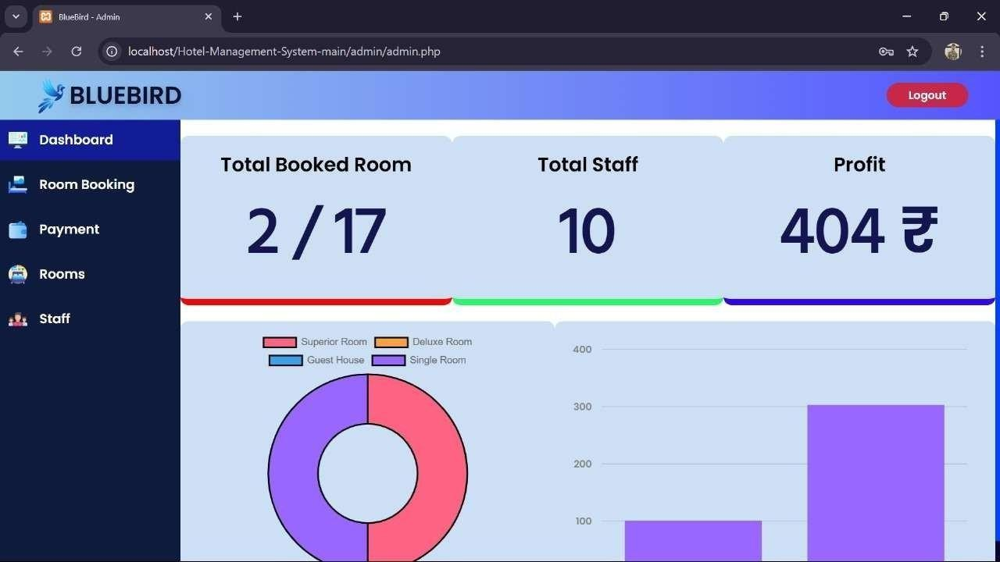 BlueBird - Admin
localhost/Hotel-Management-System-main/admin/admin.php
BLUEBIRD
Logout
Dashboard
Room Booking
Payment
Rooms
Staff
Total Booked Room
2 / 17
Total Staff
10
Profit
404 ₹
Superior Room
Deluxe Room
Guest House
Single Room
400
300
200
100